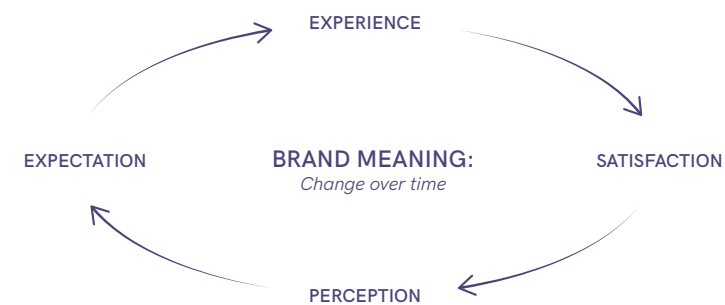 EXPERIENCE
EXPECTATION
BRAND MEANING:
Change over time
SATISFACTION
PERCEPTION